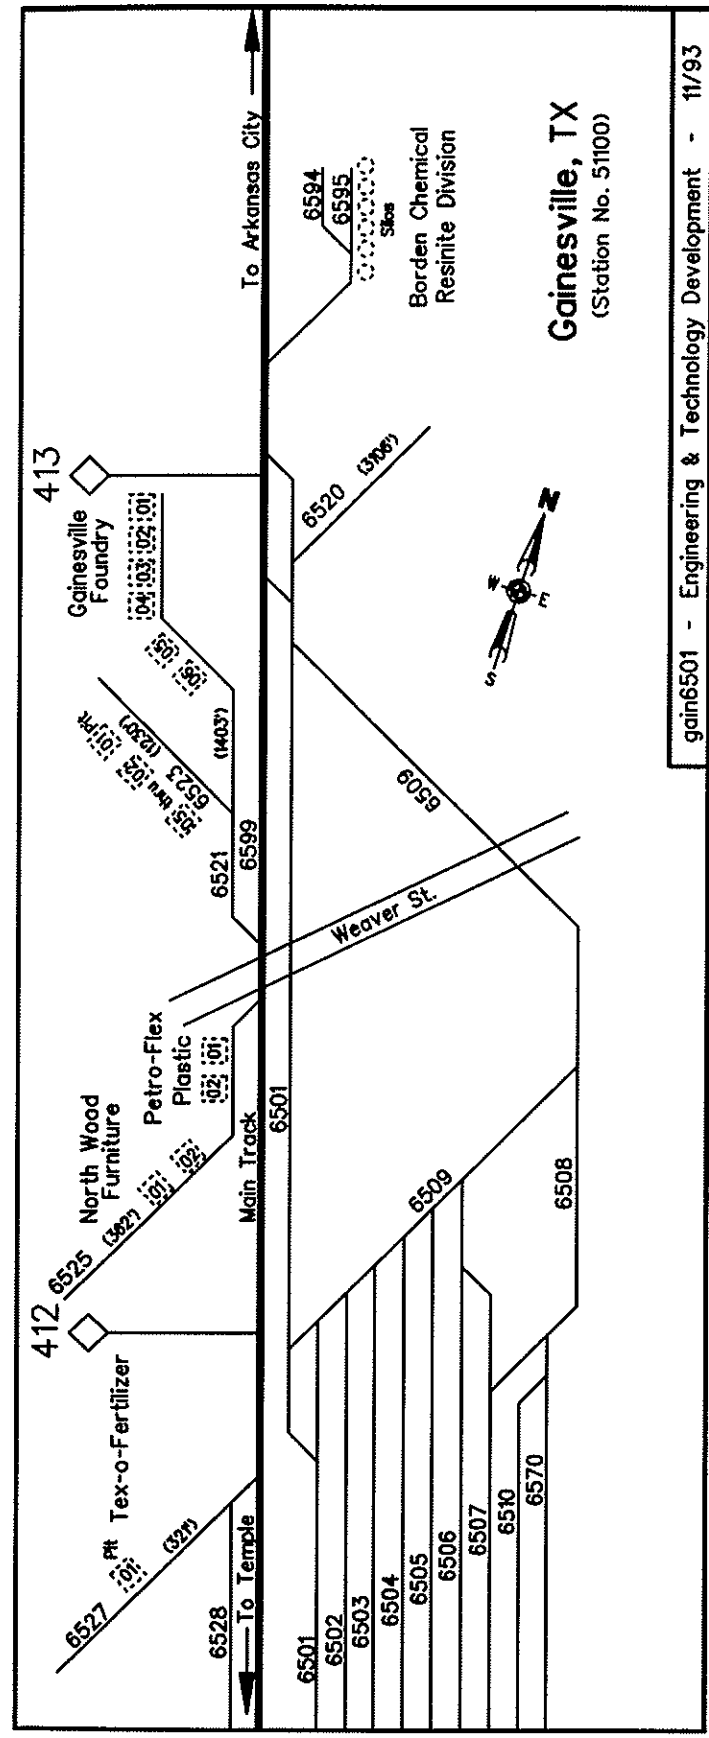 412
413
Tex-o-Fertilizer
Pit
01
6527
(321')
6528
To Temple
North Wood
Furniture
6525
(382')
01
02
Petro-Flex
Plastic
02
01
Main Track
Gainesville
Foundry
04 03 02 01
05
06
01 Pit
02
05 thru
6523
(1230')
(1403')
6521
6599
To Arkansas City
6501
Weaver St.
6520
(3106')
6594
6595
Silos
Borden Chemical
Resinite Division
6509
6509
6508
6501
6502
6503
6504
6505
6506
6507
6510
6570
N
W
E
S
Gainesville, TX
(Station No. 51100)
gain6501 - Engineering & Technology Development - 11/93